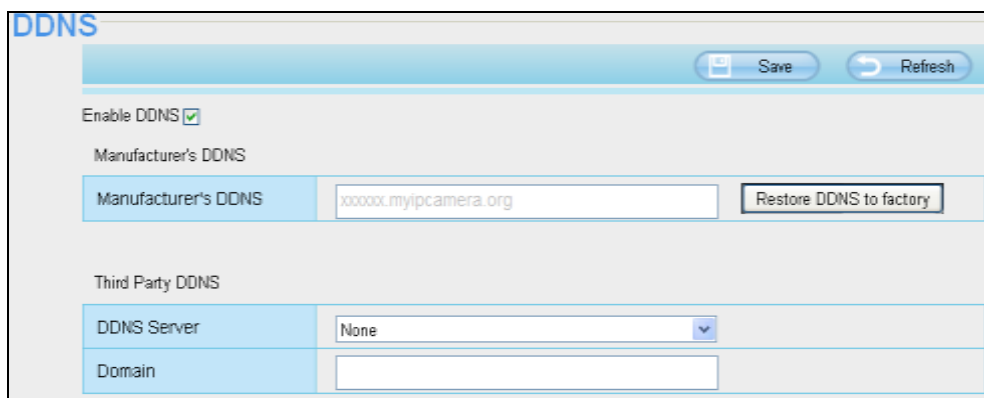 DDNS
Save Refresh
Enable DDNS
Manufacturer's DDNS
Manufacturer's DDNS xxxxxx.myipcamera.org Restore DDNS to factory
Third Party DDNS
DDNS Server None
Domain